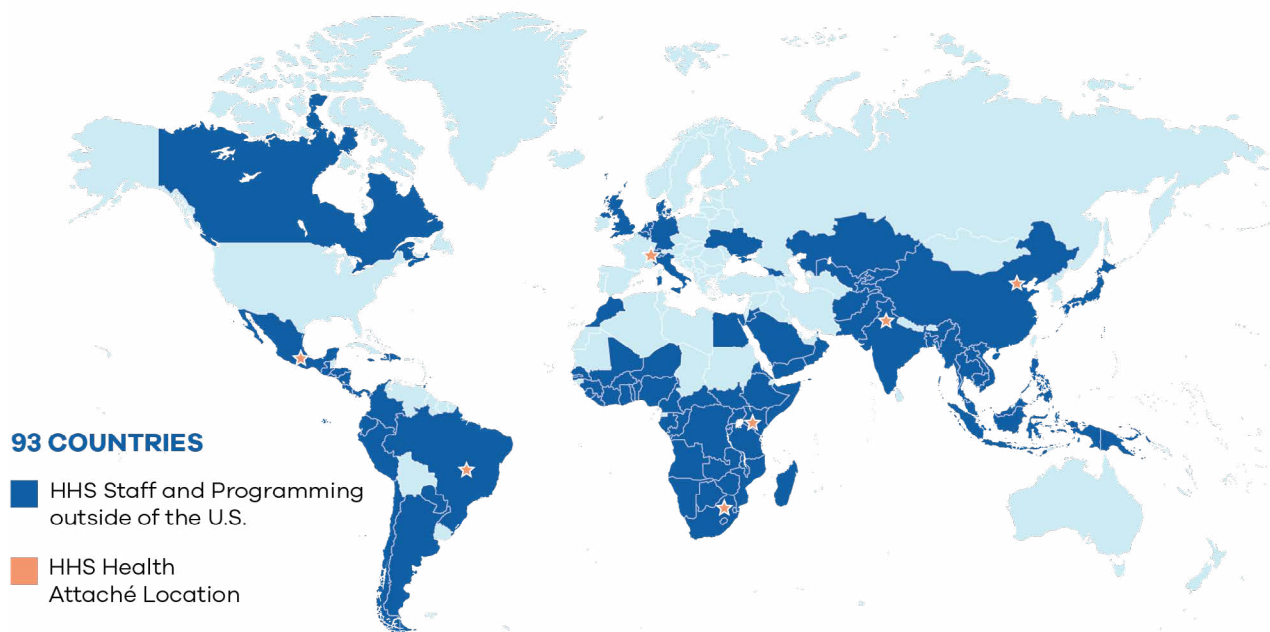 93 COUNTRIES
HHS Staff and Programming
outside of the U.S.
HHS Health
Attaché Location